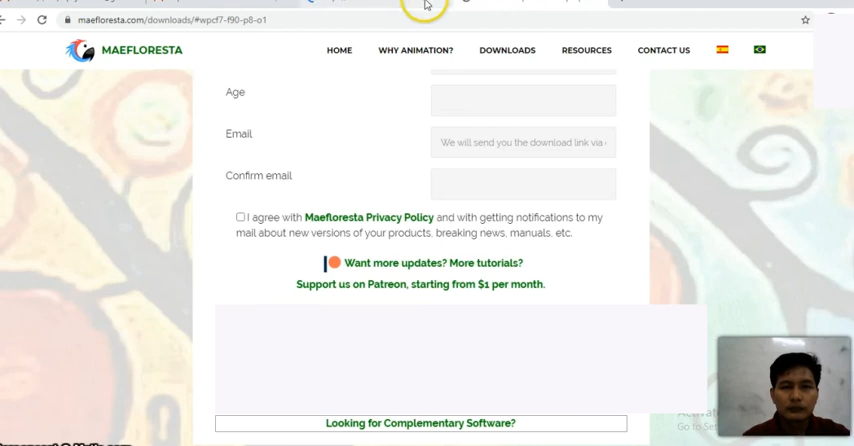 maefloresta.com/downloads/#wpcf7-f90-p8-o1
MAEFLORESTA
HOME
WHY ANIMATION?
DOWNLOADS
RESOURCES
CONTACT US
Age
Email
We will send you the download link via
Confirm email
I agree with Maefloresta Privacy Policy and with getting notifications to my
mail about new versions of your products, breaking news, manuals, etc.
Want more updates? More tutorials?
Support us on Patreon, starting from $1 per month.
Looking for Complementary Software?
Go to Se